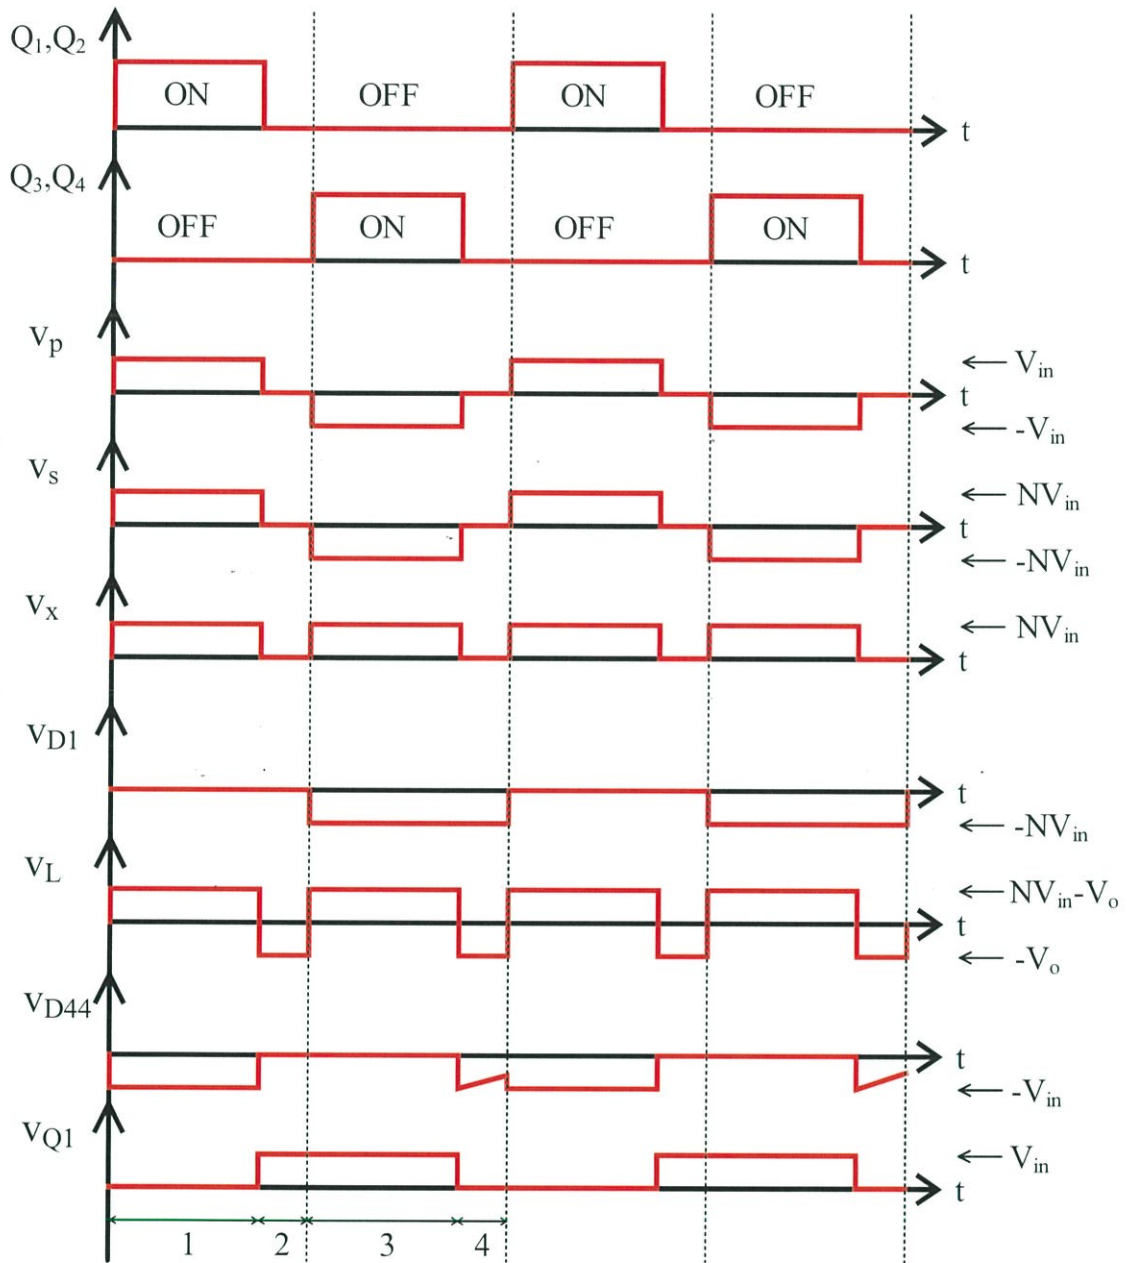 Q1,Q2
ON OFF ON OFF
t
Q3,Q4
OFF ON OFF ON
t
Vp
Vin
t
-Vin
Vs
NVin
t
-NVin
Vx
NVin
t
VD1
t
-NVin
VL
NVin-Vo
t
-Vo
VD44
t
-Vin
VQ1
Vin
t
1 2 3 4